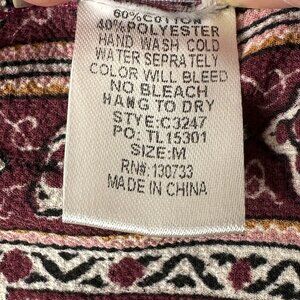 60% COTTON
40% POLYESTER
HAND WASH COLD
WATER SEPRATELY
COLOR WILL BLEED
NO BLEACH
HANG TO DRY
STYE:C3247
PO: TL15301
SIZE:M
RN#:130733
MADE IN CHINA